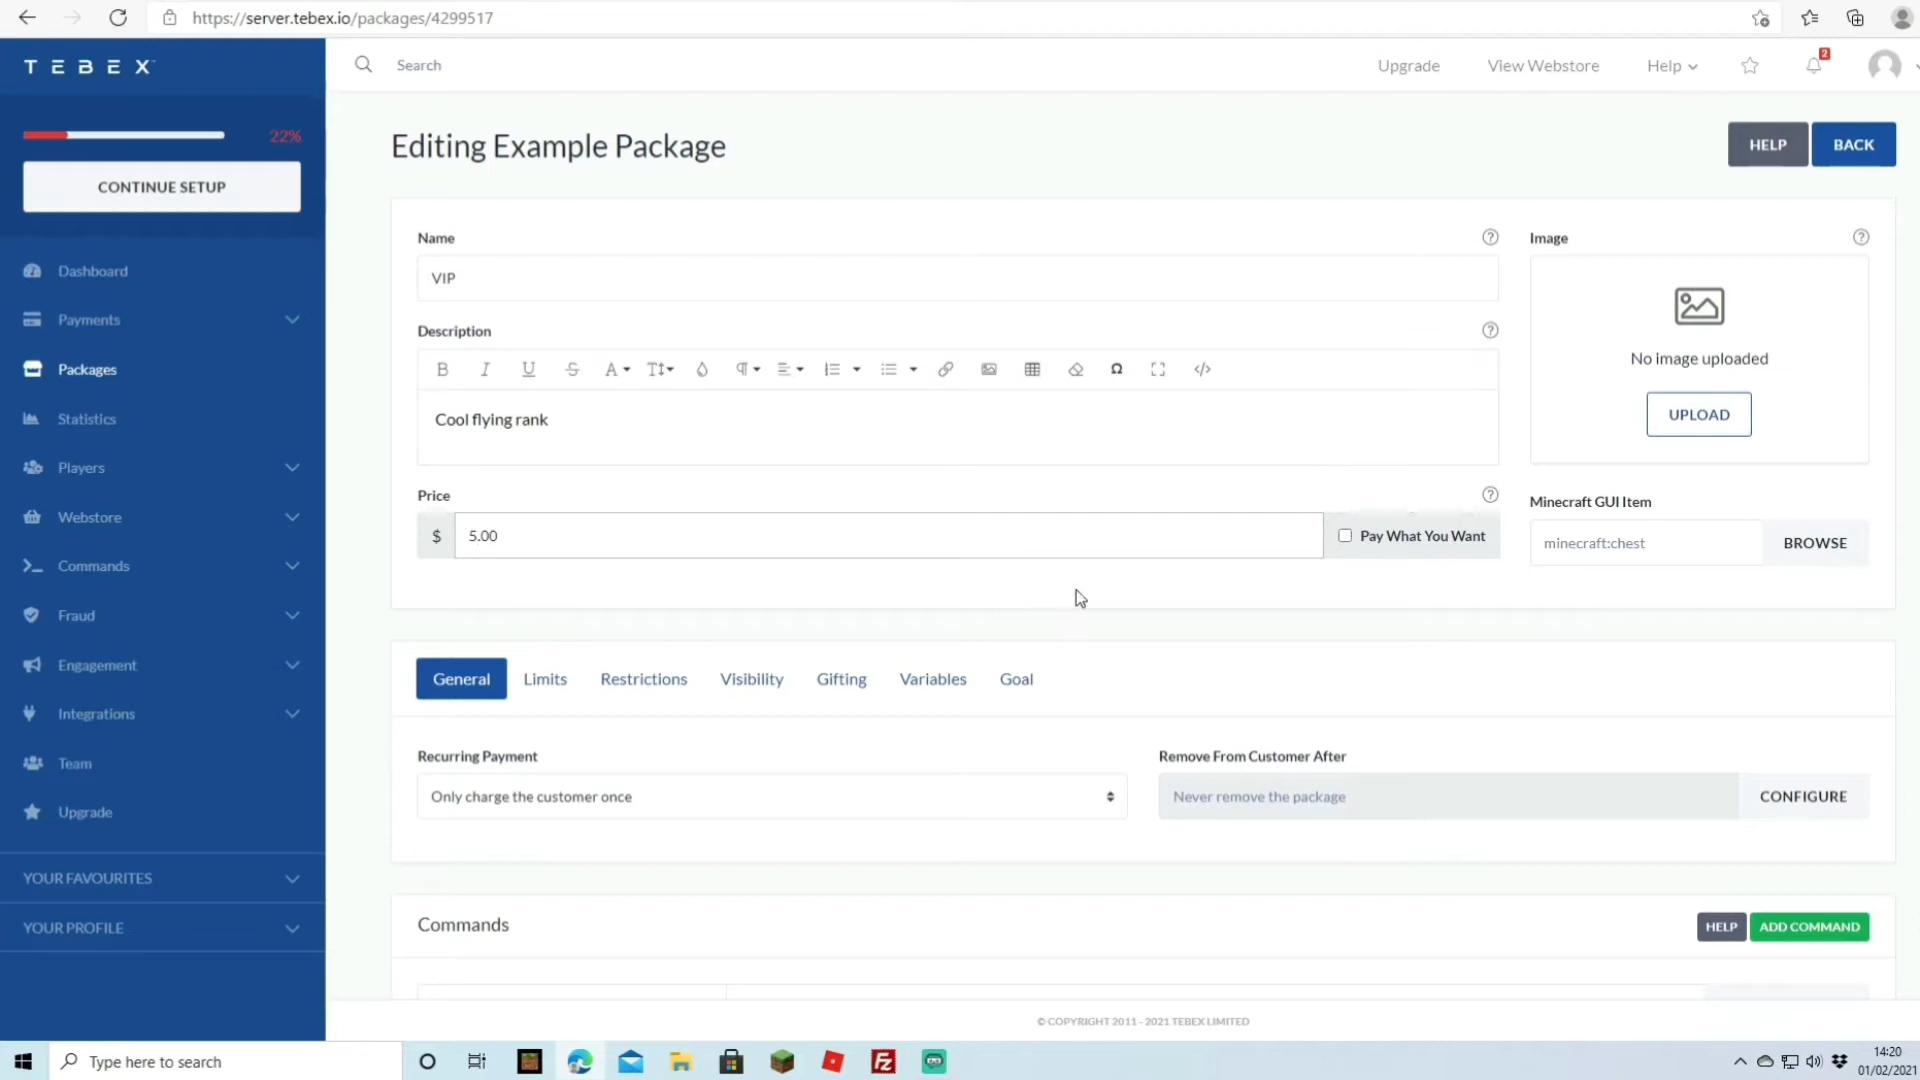 https://server.tebex.io/packages/4299517
TEBEX
Search
Upgrade
View Webstore
Help
2
22%
CONTINUE SETUP
Dashboard
Payments
Packages
Statistics
Players
Webstore
Commands
Fraud
Engagement
Integrations
Team
Upgrade
YOUR FAVOURITES
YOUR PROFILE
Editing Example Package
HELP
BACK
Name
VIP
Description
Cool flying rank
Price
$ 5.00
Pay What You Want
Image
No image uploaded
UPLOAD
Minecraft GUI Item
minecraft:chest
BROWSE
General Limits Restrictions Visibility Gifting Variables Goal
Recurring Payment
Only charge the customer once
Remove From Customer After
Never remove the package
CONFIGURE
Commands
HELP
ADD COMMAND
© COPYRIGHT 2011 - 2021 TEBEX LIMITED
Type here to search
14:20
01/02/2021